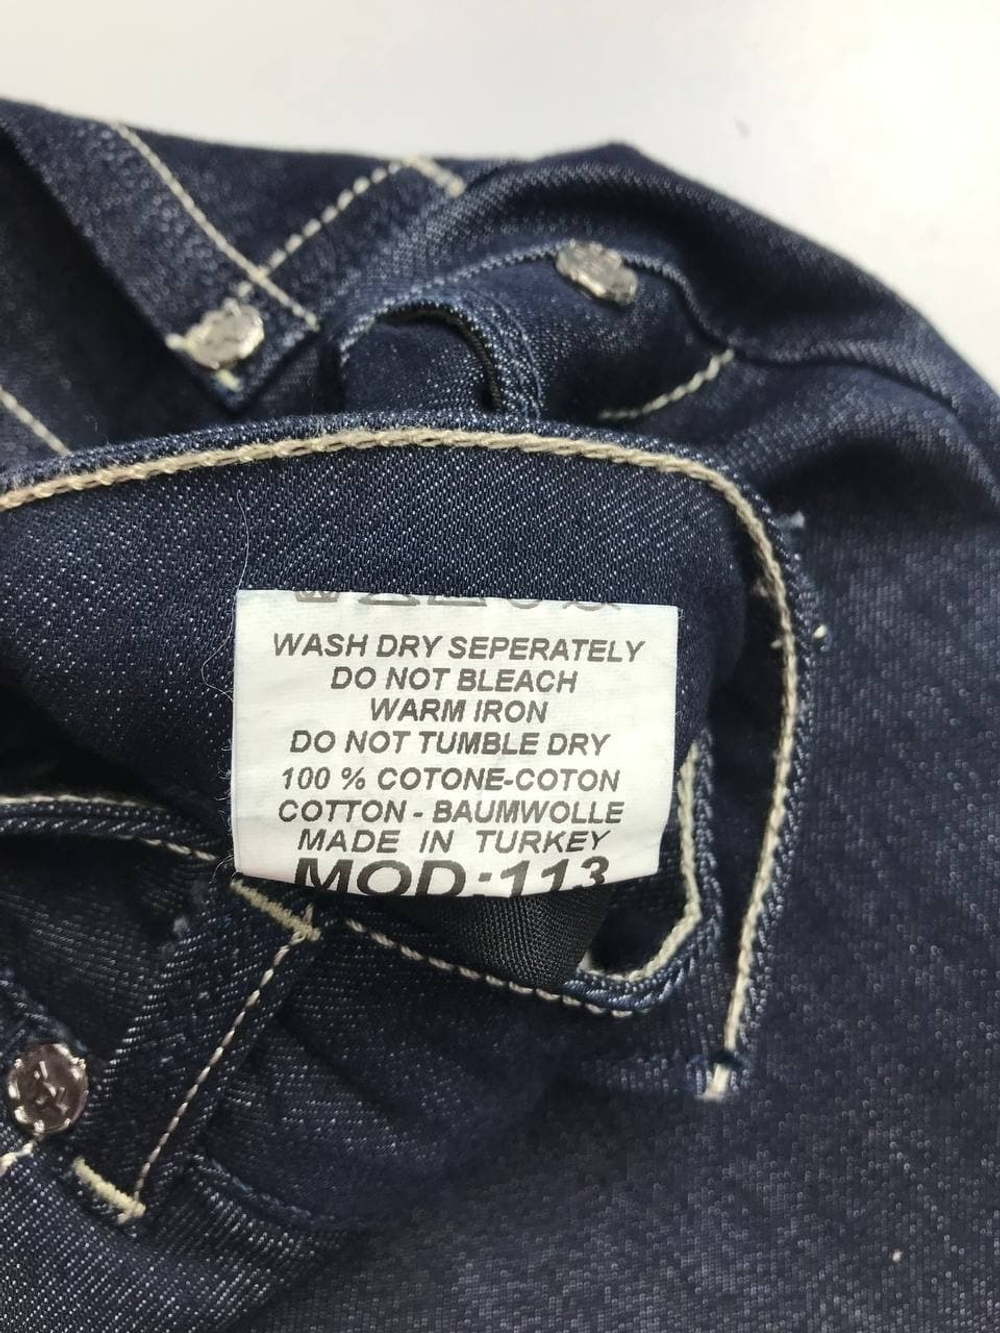 WASH DRY SEPERATELY
DO NOT BLEACH
WARM IRON
DO NOT TUMBLE DRY
100 % COTONE-COTON
COTTON - BAUMWOLLE
MADE IN TURKEY
MOD:113